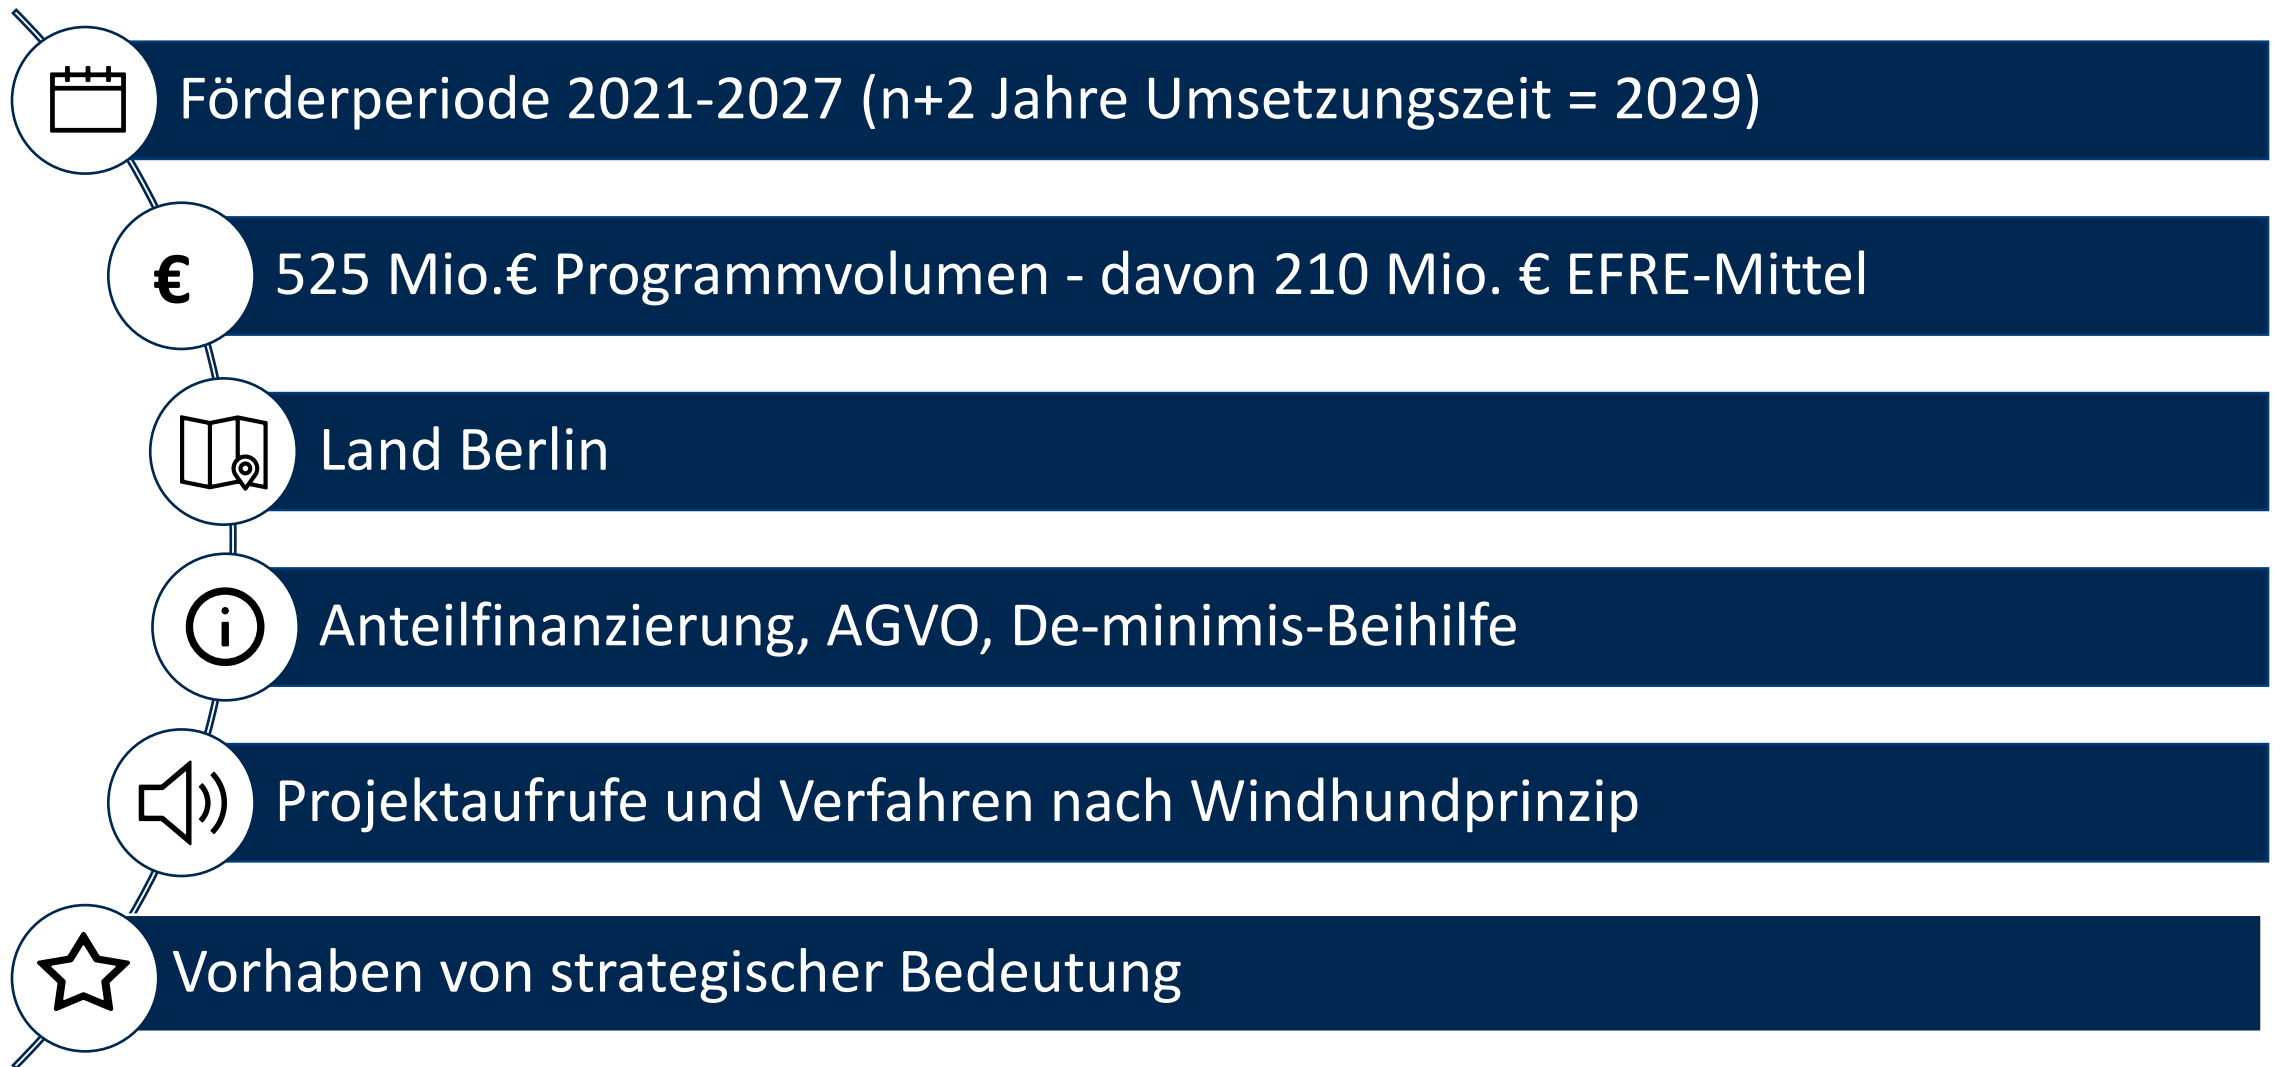 Förderperiode 2021-2027 (n+2 Jahre Umsetzungszeit = 2029)
€
525 Mio.€ Programmvolumen - davon 210 Mio. € EFRE-Mittel
Land Berlin
i
Anteilfinanzierung, AGVO, De-minimis-Beihilfe
Projektaufrufe und Verfahren nach Windhundprinzip
Vorhaben von strategischer Bedeutung